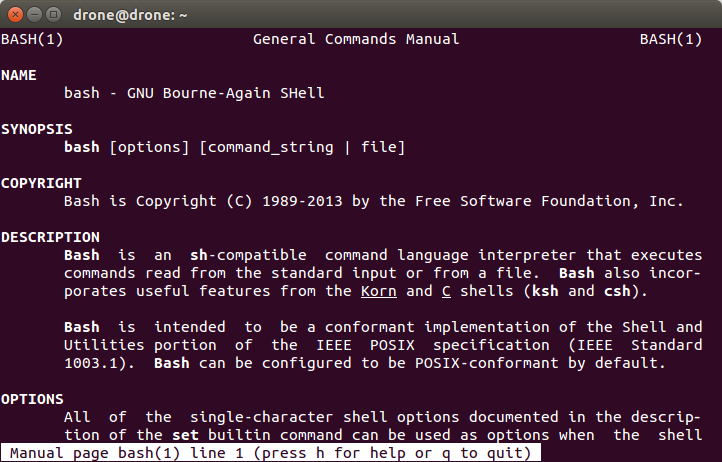 drone@drone: ~
BASH(1) General Commands Manual BASH(1)
NAME
bash - GNU Bourne-Again SHell
SYNOPSIS
bash [options] [command_string | file]
COPYRIGHT
Bash is Copyright (C) 1989-2013 by the Free Software Foundation, Inc.
DESCRIPTION
Bash is an sh-compatible command language interpreter that executes
commands read from the standard input or from a file. Bash also incor-
porates useful features from the Korn and C shells (ksh and csh).
Bash is intended to be a conformant implementation of the Shell and
Utilities portion of the IEEE POSIX specification (IEEE Standard
1003.1). Bash can be configured to be POSIX-conformant by default.
OPTIONS
All of the single-character shell options documented in the descrip-
tion of the set builtin command can be used as options when the shell
Manual page bash(1) line 1 (press h for help or q to quit)